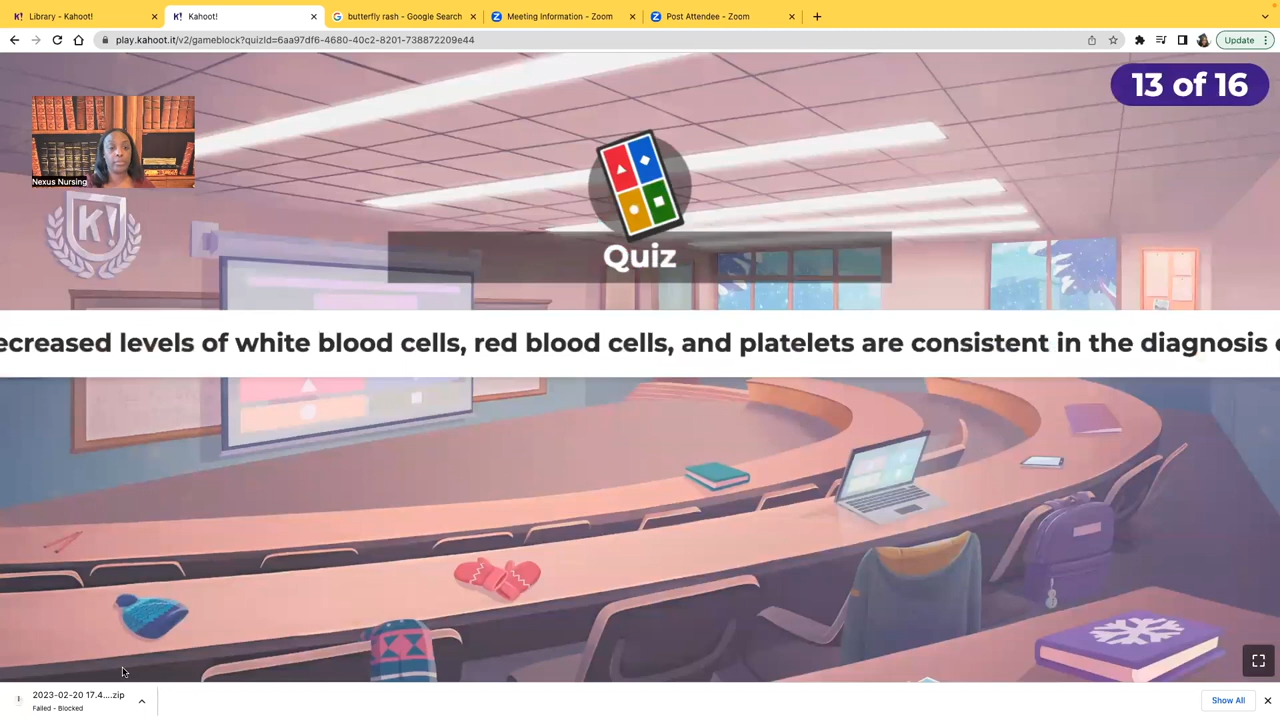 Library - Kahoot!
Kahoot!
butterfly rash - Google Search
Meeting Information - Zoom
Post Attendee - Zoom
play.kahoot.it/v2/gameblock?quizId=6aa97df6-4680-40c2-8201-738872209e44
Update
13 of 16
Nexus Nursing
K!
Quiz
ecreased levels of white blood cells, red blood cells, and platelets are consistent in the diagnosis
2023-02-20 17.4....zip
Failed - Blocked
Show All